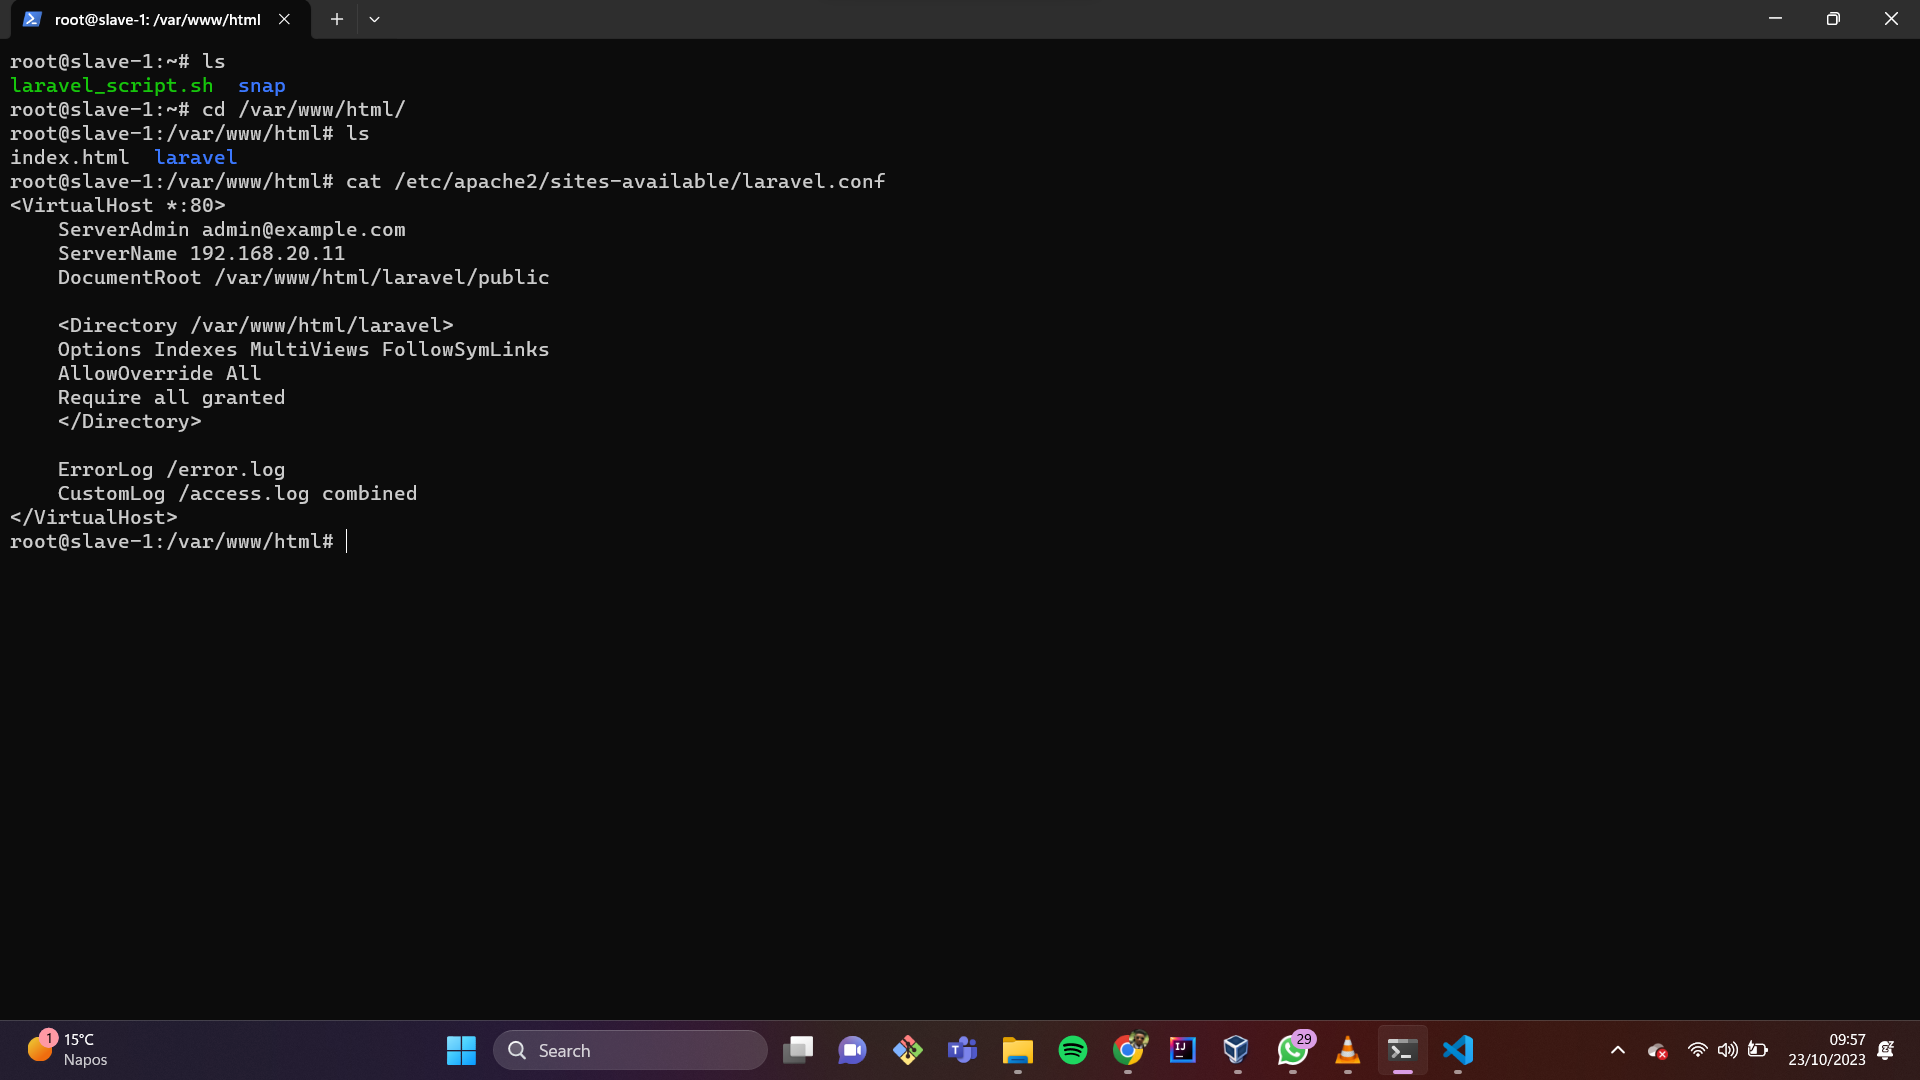 root@slave-1: /var/www/html
root@slave-1:~# ls
laravel_script.sh  snap
root@slave-1:~# cd /var/www/html/
root@slave-1:/var/www/html# ls
index.html  laravel
root@slave-1:/var/www/html# cat /etc/apache2/sites-available/laravel.conf
<VirtualHost *:80>
    ServerAdmin admin@example.com
    ServerName 192.168.20.11
    DocumentRoot /var/www/html/laravel/public

    <Directory /var/www/html/laravel>
    Options Indexes MultiViews FollowSymLinks
    AllowOverride All
    Require all granted
    </Directory>

    ErrorLog /error.log
    CustomLog /access.log combined
</VirtualHost>
root@slave-1:/var/www/html#
1
15°C
Napos
Search
T
IJ
29
09:57
23/10/2023